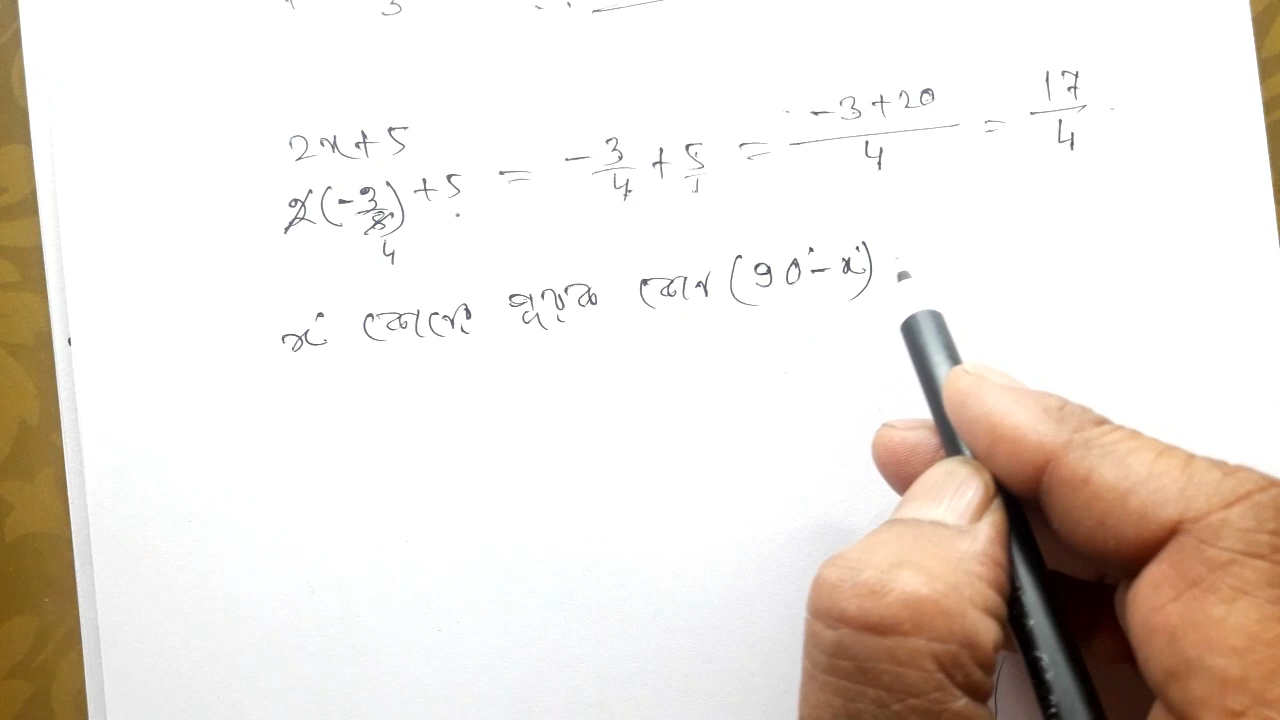 2x+5
2(-3/8)+5 = -3/4 + 5/1 = -3+20/4 = 17/4
4
x° কোনের পূরক কোন (90°-x°)